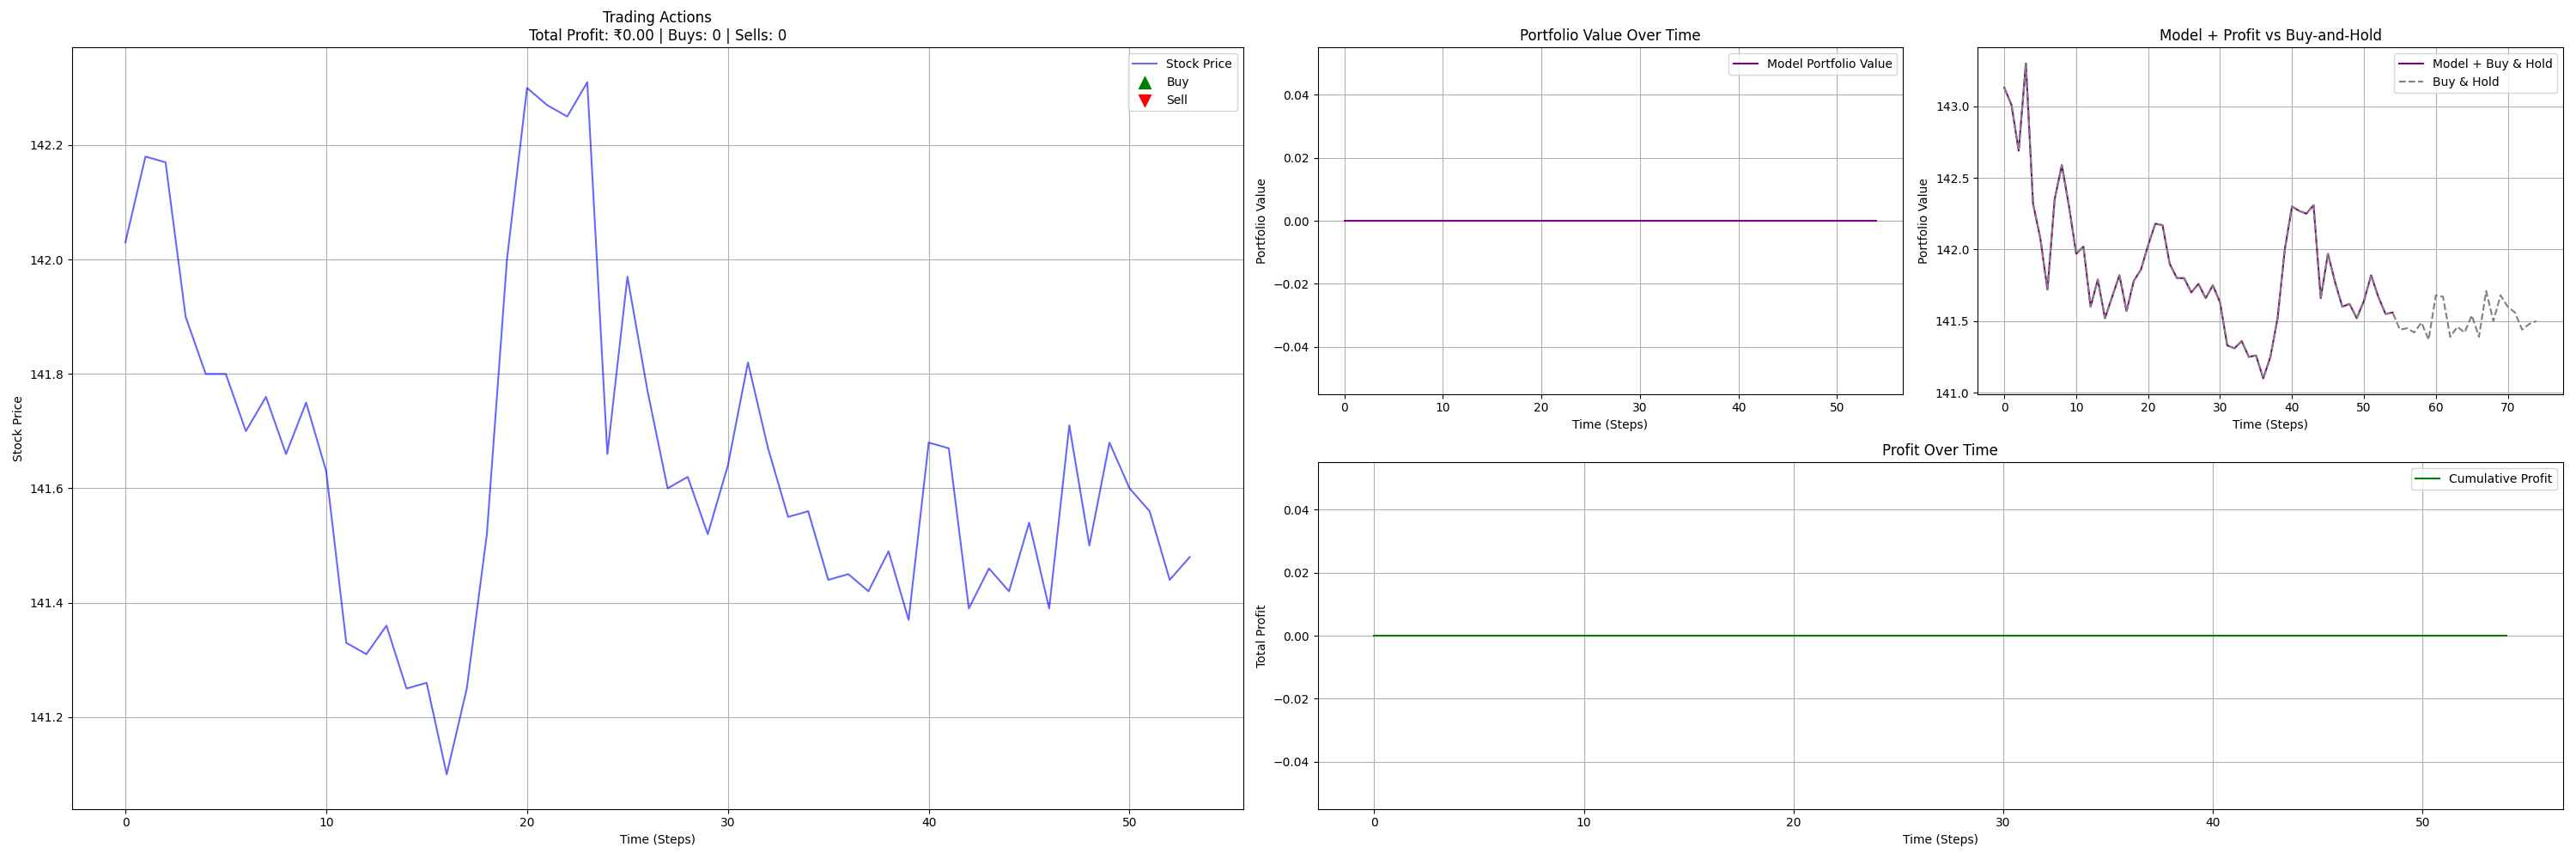 Trading Actions
Total Profit: ₹0.00 | Buys: 0 | Sells: 0
Stock Price
Buy
Sell
142.2
142.0
141.8
141.6
141.4
141.2
Stock Price
0 10 20 30 40 50
Time (Steps)
Portfolio Value Over Time
Model Portfolio Value
0.04
0.02
0.00
−0.02
−0.04
Portfolio Value
0 10 20 30 40 50
Time (Steps)
Model + Profit vs Buy-and-Hold
Model + Buy & Hold
Buy & Hold
143.0
142.5
142.0
141.5
141.0
Portfolio Value
0 10 20 30 40 50 60 70
Time (Steps)
Profit Over Time
Cumulative Profit
0.04
0.02
0.00
−0.02
−0.04
Total Profit
0 10 20 30 40 50
Time (Steps)